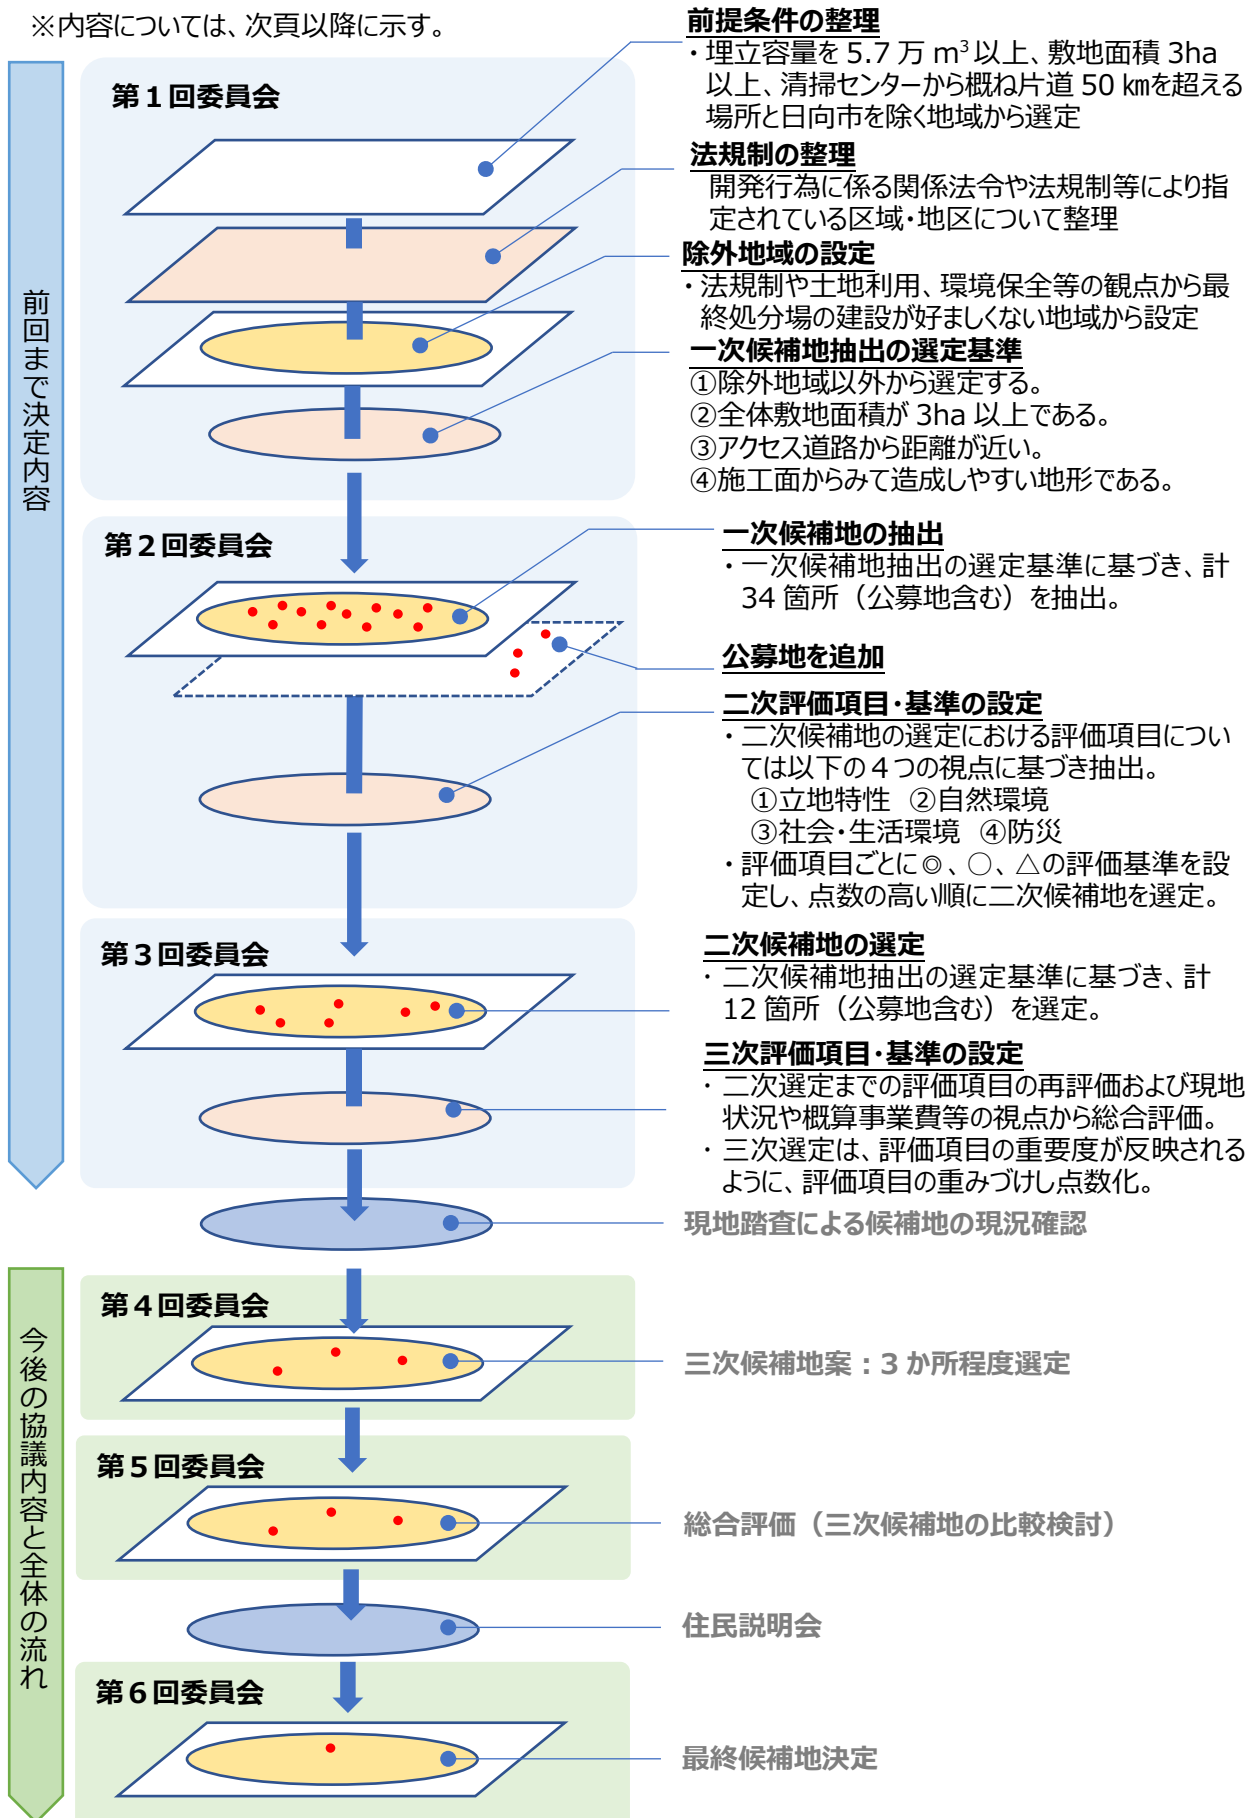 ※内容については、次頁以降に示す。
前回まで決定内容
第１回委員会
前提条件の整理
・埋立容量を 5.7 万 m³ 以上、敷地面積 3ha
以上、清掃センターから概ね片道 50 ㎞を超える
場所と日向市を除く地域から選定
法規制の整理
開発行為に係る関係法令や法規制等により指
定されている区域・地区について整理
除外地域の設定
・法規制や土地利用、環境保全等の観点から最
終処分場の建設が好ましくない地域から設定
一次候補地抽出の選定基準
①除外地域以外から選定する。
②全体敷地面積が 3ha 以上である。
③アクセス道路から距離が近い。
④施工面からみて造成しやすい地形である。
第２回委員会
一次候補地の抽出
・一次候補地抽出の選定基準に基づき、計
34 箇所（公募地含む）を抽出。
公募地を追加
二次評価項目・基準の設定
・二次候補地の選定における評価項目につい
ては以下の４つの視点に基づき抽出。
①立地特性 ②自然環境
③社会・生活環境 ④防災
・評価項目ごとに◎、○、△の評価基準を設
定し、点数の高い順に二次候補地を選定。
第３回委員会
二次候補地の選定
・二次候補地抽出の選定基準に基づき、計
12 箇所（公募地含む）を選定。
三次評価項目・基準の設定
・二次選定までの評価項目の再評価および現地
状況や概算事業費等の視点から総合評価。
・三次選定は、評価項目の重要度が反映される
ように、評価項目の重みづけし点数化。
現地踏査による候補地の現況確認
今後の協議内容と全体の流れ
第４回委員会
三次候補地案：３か所程度選定
第５回委員会
総合評価（三次候補地の比較検討）
住民説明会
第６回委員会
最終候補地決定